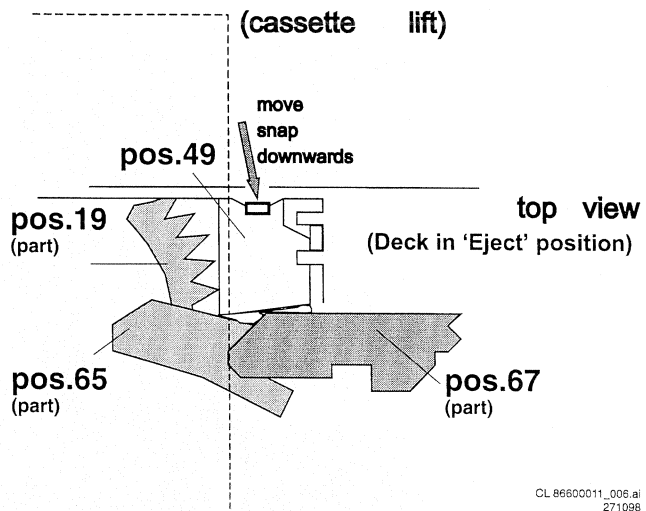 (cassette lift)
move
snap
downwards
pos.49
pos.19
(part)
top view
(Deck in ‘Eject’ position)
pos.65
(part)
pos.67
(part)
CL 86600011_006.ai
271098